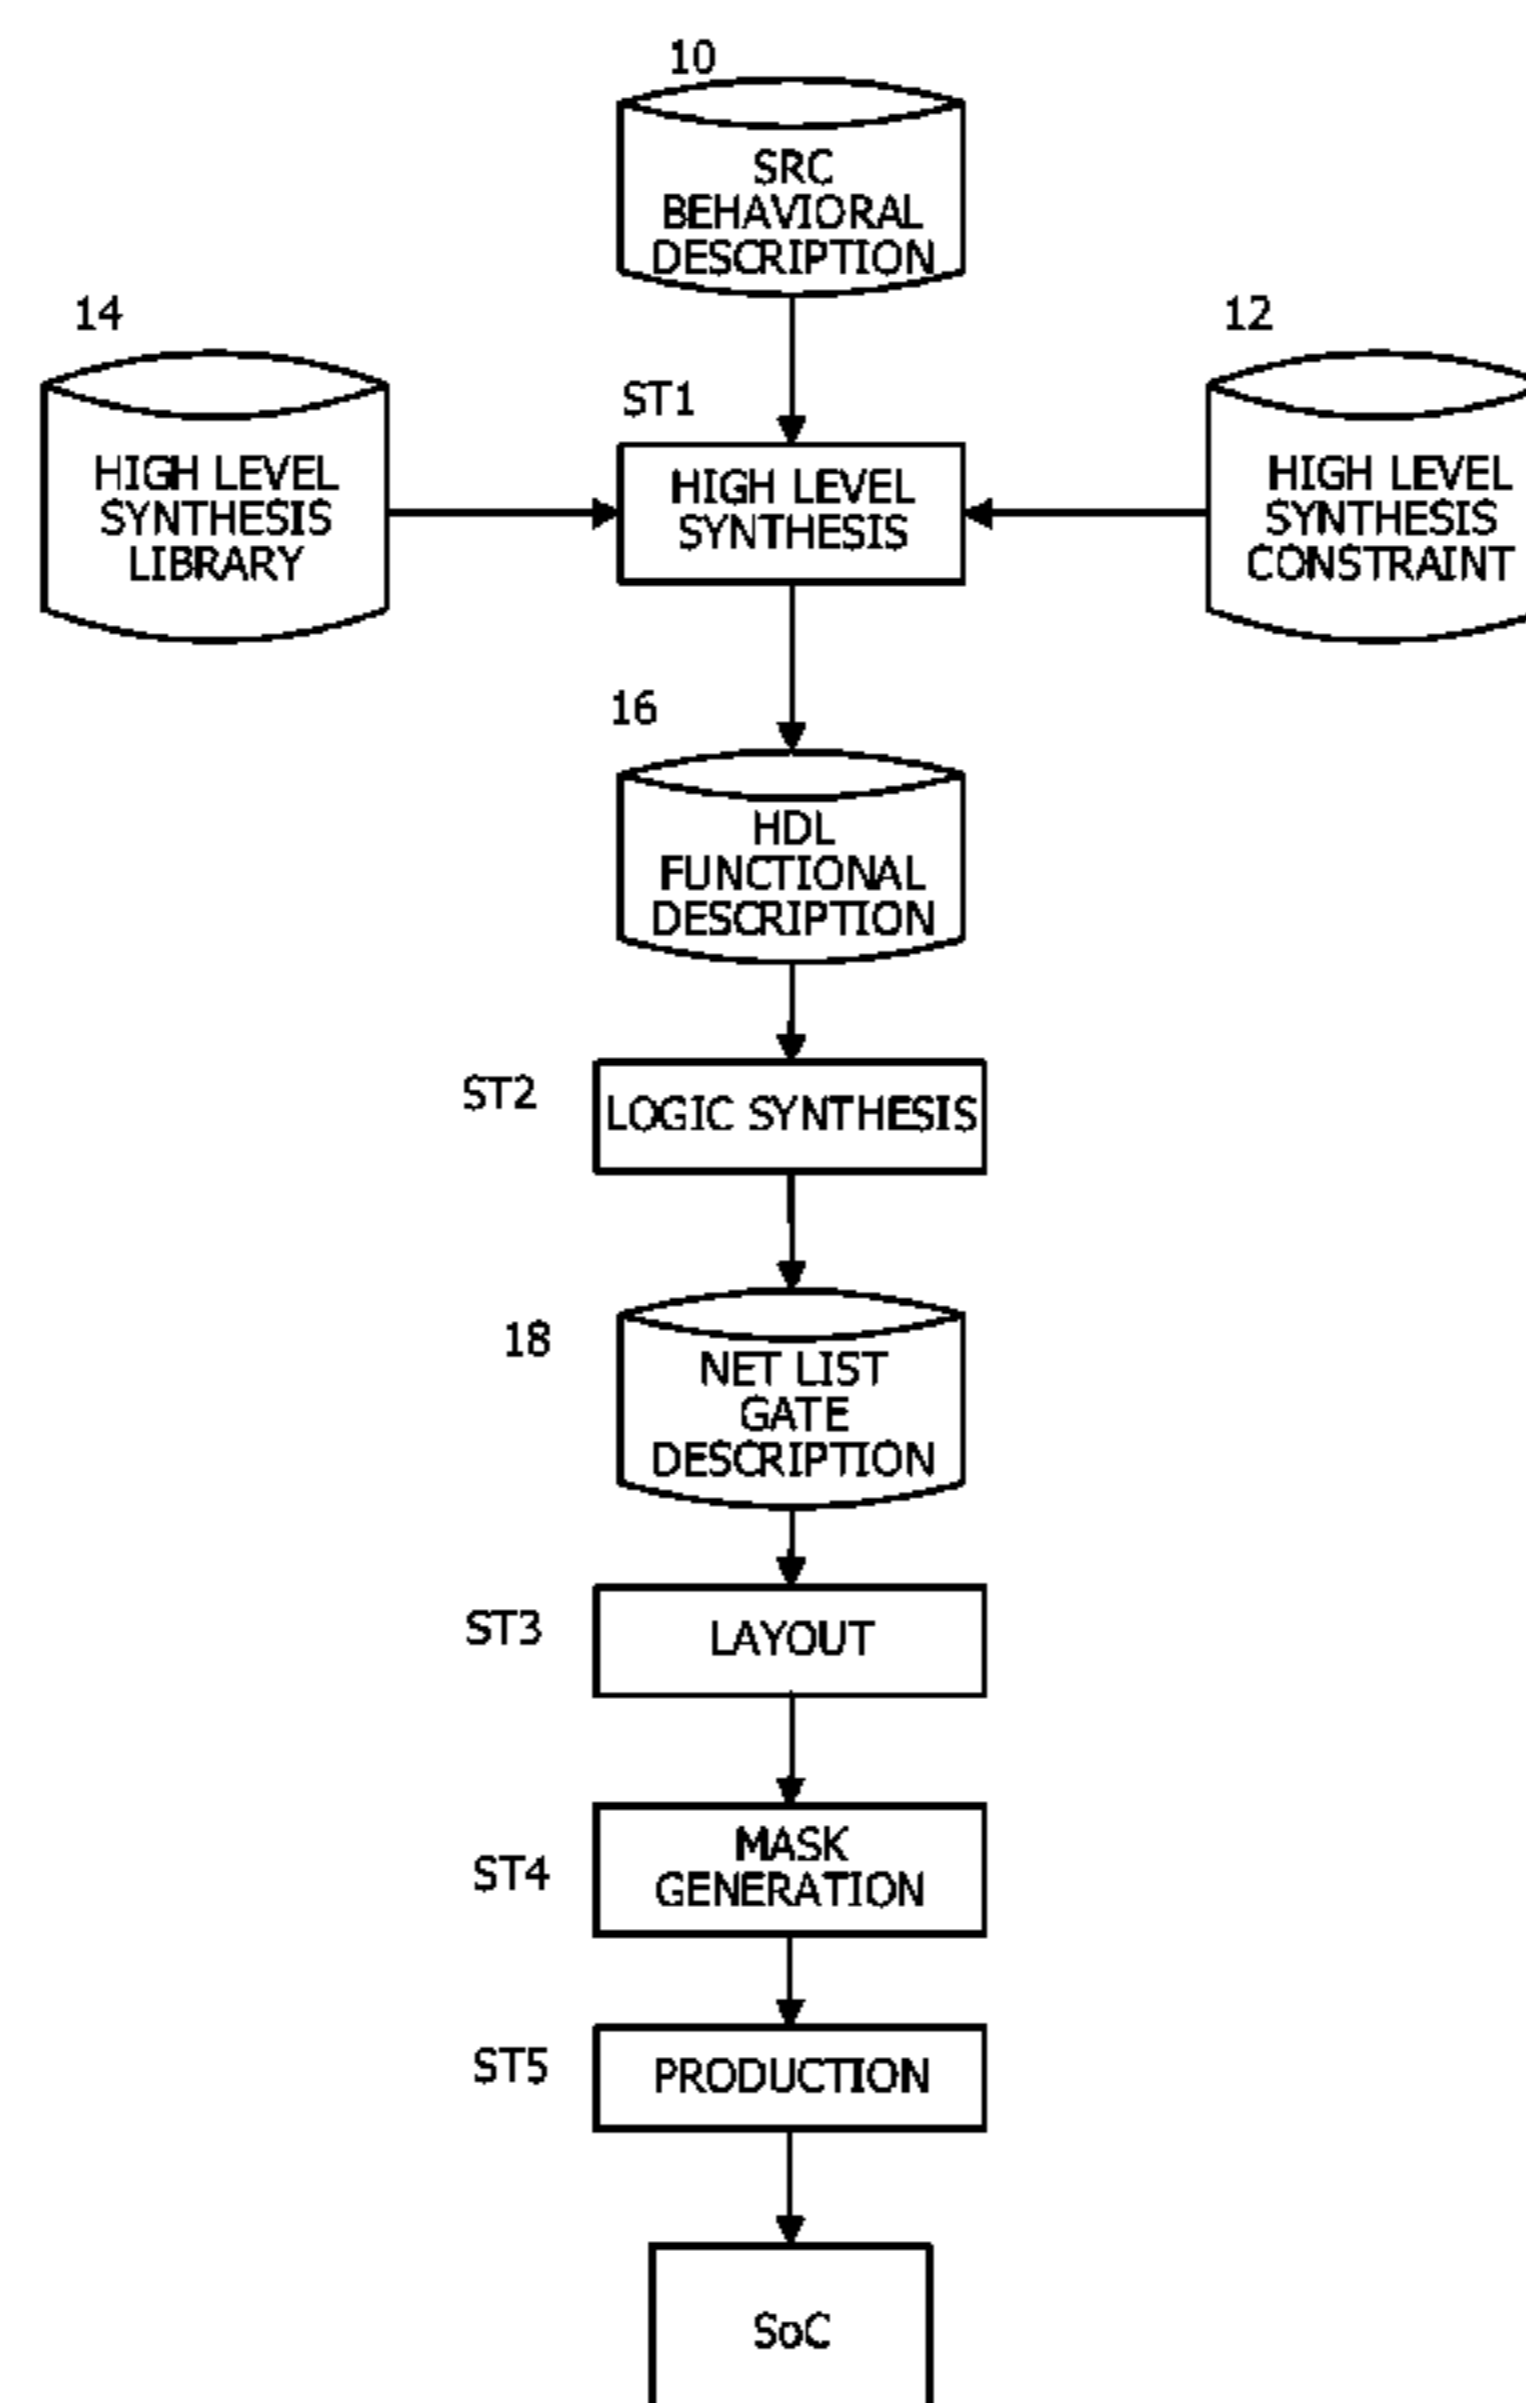 10
SRC
BEHAVIORAL
DESCRIPTION
14
HIGH LEVEL
SYNTHESIS
LIBRARY
ST1
HIGH LEVEL
SYNTHESIS
12
HIGH LEVEL
SYNTHESIS
CONSTRAINT
16
HDL
FUNCTIONAL
DESCRIPTION
ST2
LOGIC SYNTHESIS
18
NET LIST
GATE
DESCRIPTION
ST3
LAYOUT
ST4
MASK
GENERATION
ST5
PRODUCTION
SoC